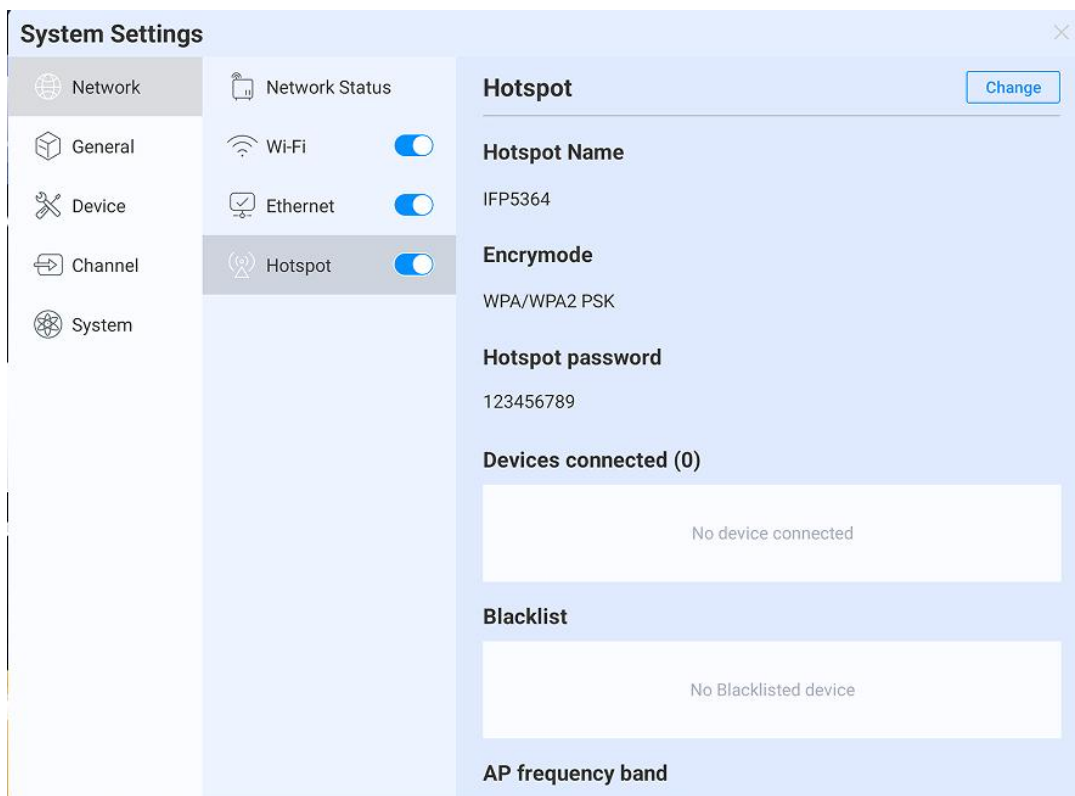 System Settings
Network
General
Device
Channel
System
Network Status
Wi-Fi
Ethernet
Hotspot
Hotspot
Change
Hotspot Name
IFP5364
Encrymode
WPA/WPA2 PSK
Hotspot password
123456789
Devices connected (0)
No device connected
Blacklist
No Blacklisted device
AP frequency band